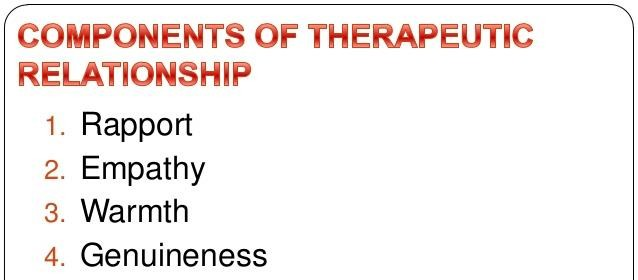 COMPONENTS OF THERAPEUTIC
RELATIONSHIP
1. Rapport
2. Empathy
3. Warmth
4. Genuineness